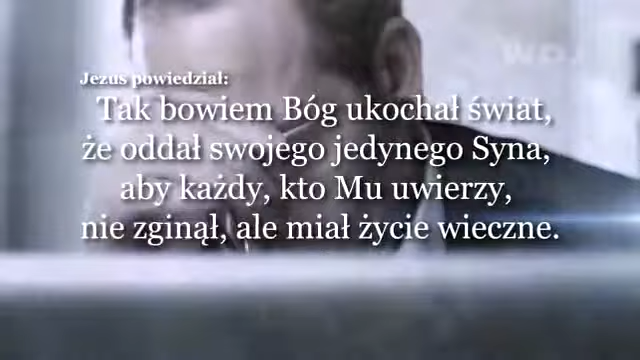 Jezus powiedział:
Tak bowiem Bóg ukochał świat,
że oddał swojego jedynego Syna,
aby każdy, kto Mu uwierzy,
nie zginął, ale miał życie wieczne.